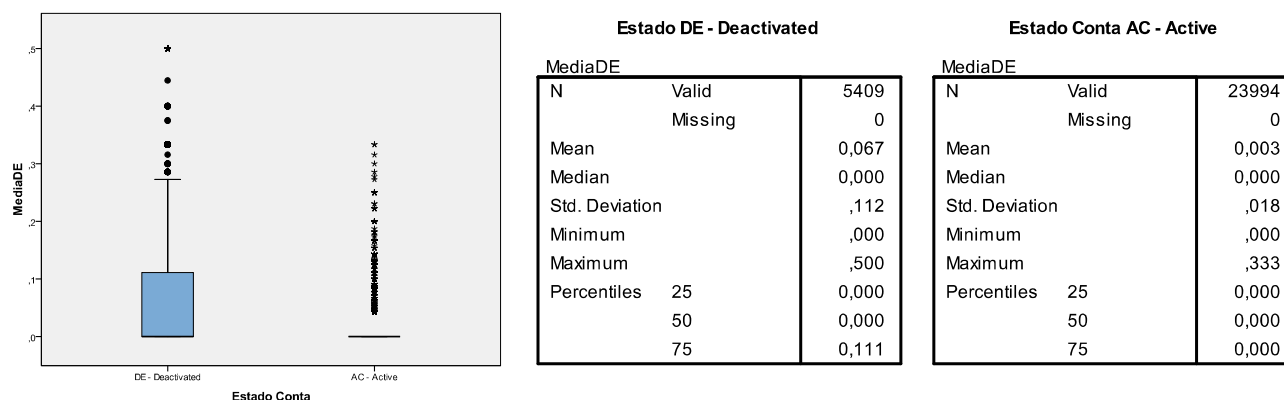 ,5
,4
,3
,2
,1
,0
MediaDE
DE - Deactivated AC - Active
Estado Conta
Estado DE - Deactivated
MediaDE
N Valid 5409
Missing 0
Mean 0,067
Median 0,000
Std. Deviation ,112
Minimum ,000
Maximum ,500
Percentiles 25 0,000
50 0,000
75 0,111
Estado Conta AC - Active
MediaDE
N Valid 23994
Missing 0
Mean 0,003
Median 0,000
Std. Deviation ,018
Minimum ,000
Maximum ,333
Percentiles 25 0,000
50 0,000
75 0,000